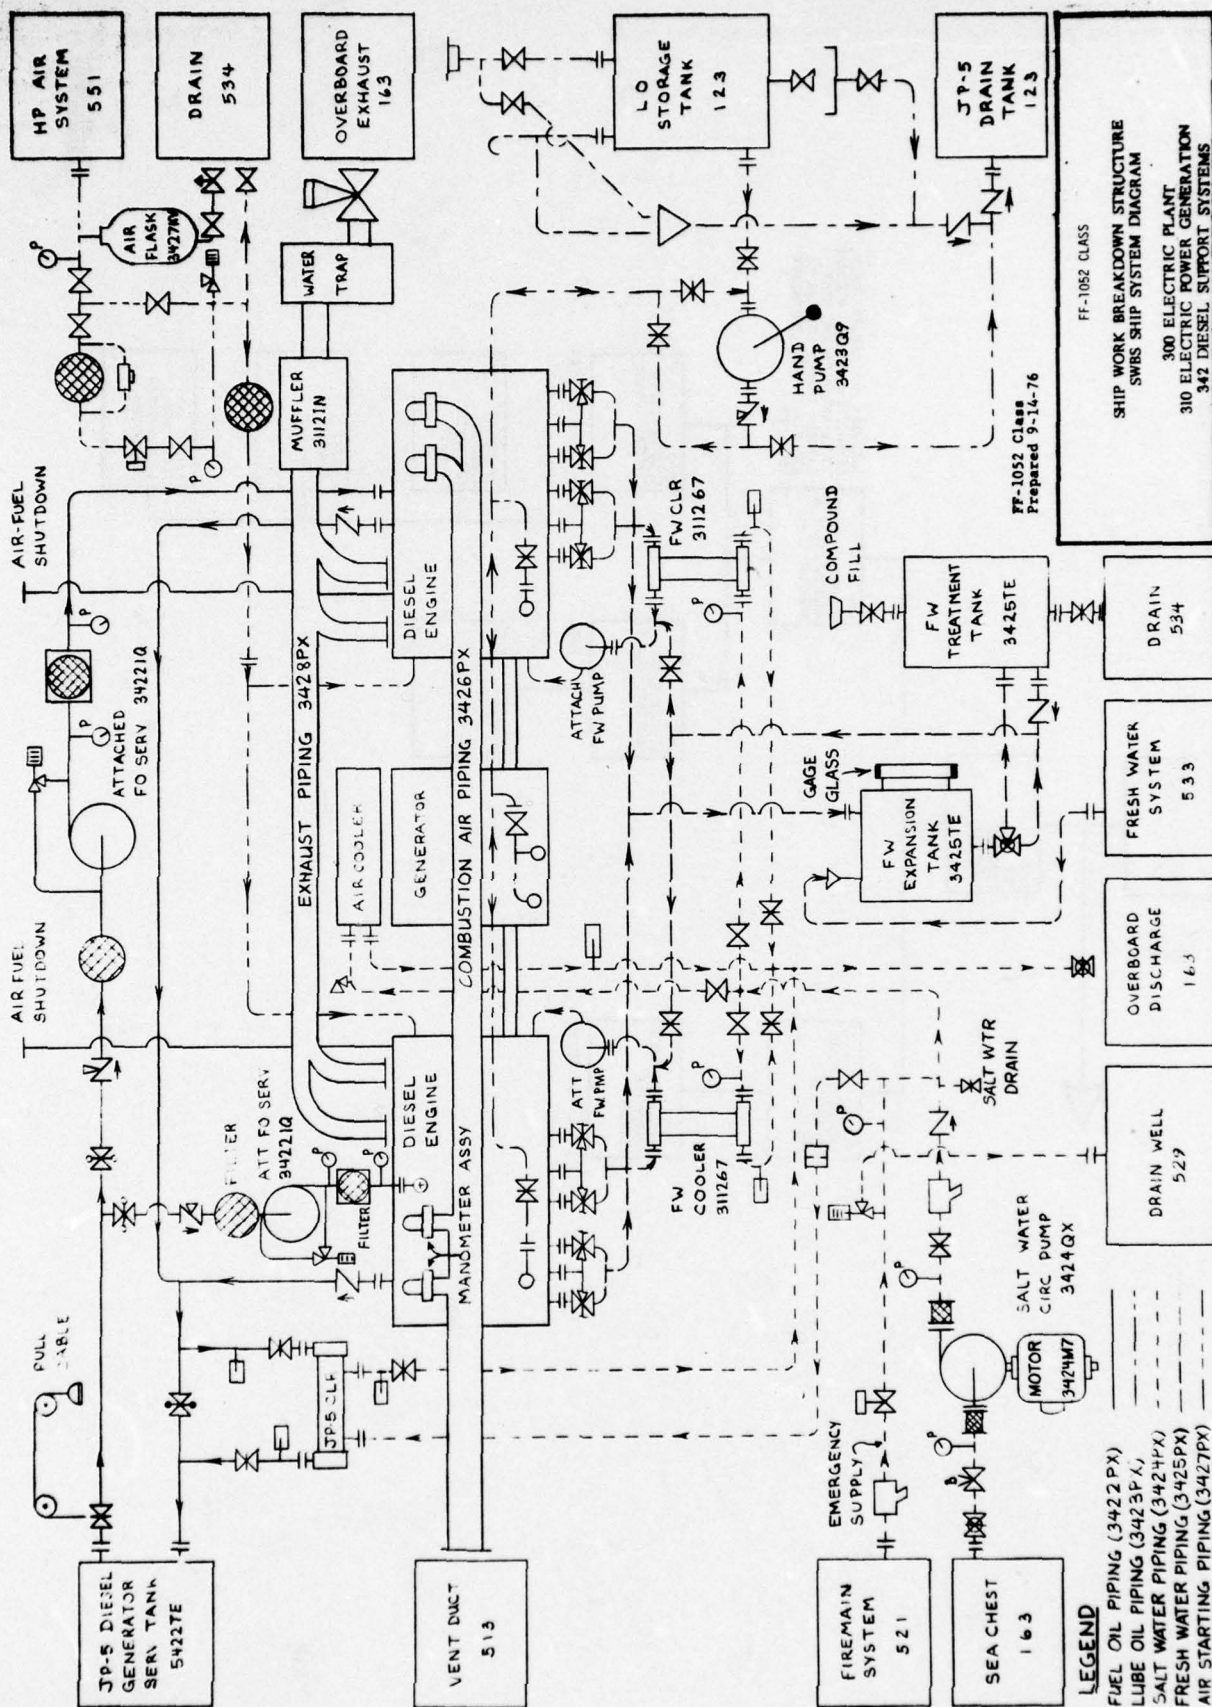 HP AIR
SYSTEM
551
DRAIN
534
OVERBOARD
EXHAUST
163
LO
STORAGE
TANK
123
JP-5
DRAIN
TANK
123
FF-1052 CLASS
SHIP WORK BREAKDOWN STRUCTURE
SWBS SHIP SYSTEM DIAGRAM
300 ELECTRIC PLANT
310 ELECTRIC POWER GENERATION
342 DIESEL SUPPORT SYSTEMS
FF-1052 Class
Prepared 9-14-76
P
AIR
FLASK
P
WATER
TRAP
MUFFLER
3112IN
HAND
PUMP
3423Q9
AIR-FUEL
SHUTDOWN
P
P
ATTACHED
FO SERV 34221Q
EXHAUST PIPING 3428PX
DIESEL
ENGINE
COMBUSTION AIR PIPING 3426PX
AIR COOLER
GENERATOR
FW CLR
311267
P
ATTACH
FW PUMP
COMPOUND
FILL
FW
TREATMENT
TANK
3425TE
DRAIN
534
GAGE
GLASS
FW
EXPANSION
TANK
3425TE
FRESH WATER
SYSTEM
533
OVERBOARD
DISCHARGE
163
AIR FUEL
SHUTDOWN
FILTER
ATT FO SERV
34221Q
P
P
FILTER
DIESEL
ENGINE
MANOMETER ASSY
ATT
FW PMP
P
FW
COOLER
311267
P
SALT WTR
DRAIN
DRAIN WELL
529
PULL
JP-5 CLR
EMERGENCY
SUPPLY
P
P
B
SALT WATER
CIRC PUMP
3424QX
MOTOR
3424M7
JP-5 DIESEL
GENERATOR
SERV TANK
5422TE
VENT DUCT
513
FIREMAIN
SYSTEM
521
SEA CHEST
163
LEGEND
FUEL OIL PIPING (3422PX)
LUBE OIL PIPING (3423PX)
SALT WATER PIPING (3424PX)
FRESH WATER PIPING (3425PX)
AIR STARTING PIPING (3427PX)